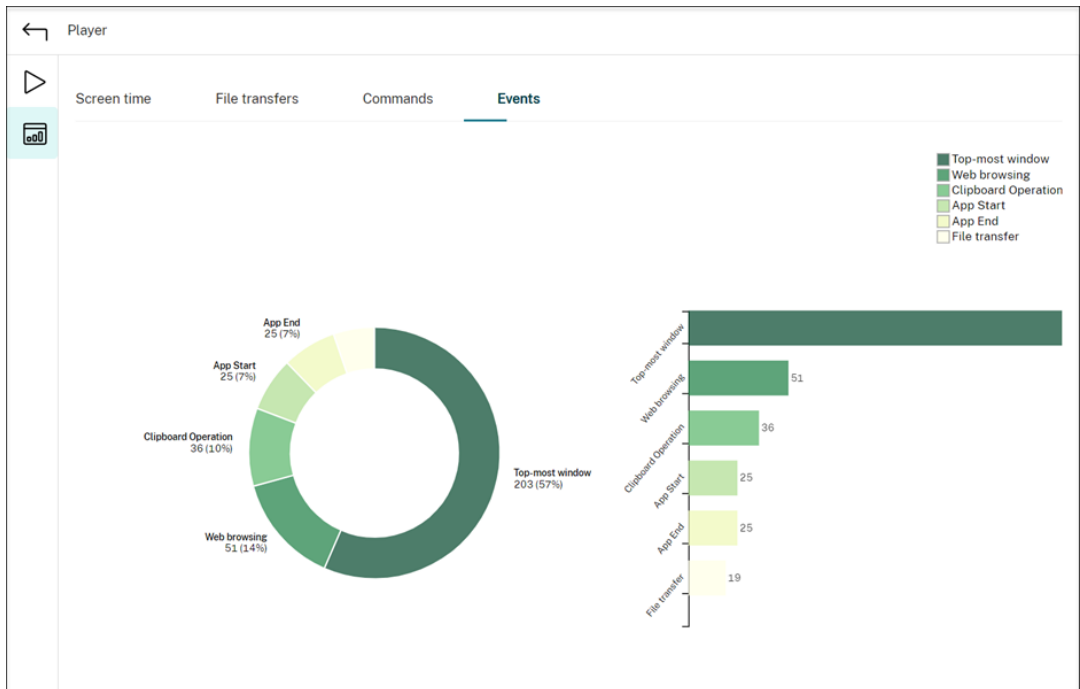 Player
Screen time
File transfers
Commands
Events
Top-most window
Web browsing
Clipboard Operation
App Start
App End
File transfer
App End
25 (7%)
App Start
25 (7%)
Clipboard Operation
36 (10%)
Web browsing
51 (14%)
Top-most window
203 (57%)
Top-most window
Web browsing
51
Clipboard Operation
36
App Start
25
App End
25
File transfer
19